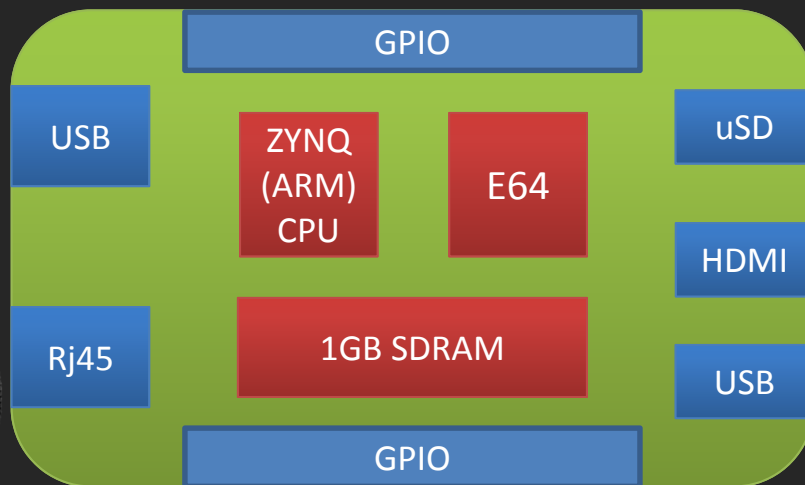 GPIO
USB
ZYNQ
(ARM)
CPU
E64
uSD
HDMI
Rj45
1GB SDRAM
USB
GPIO